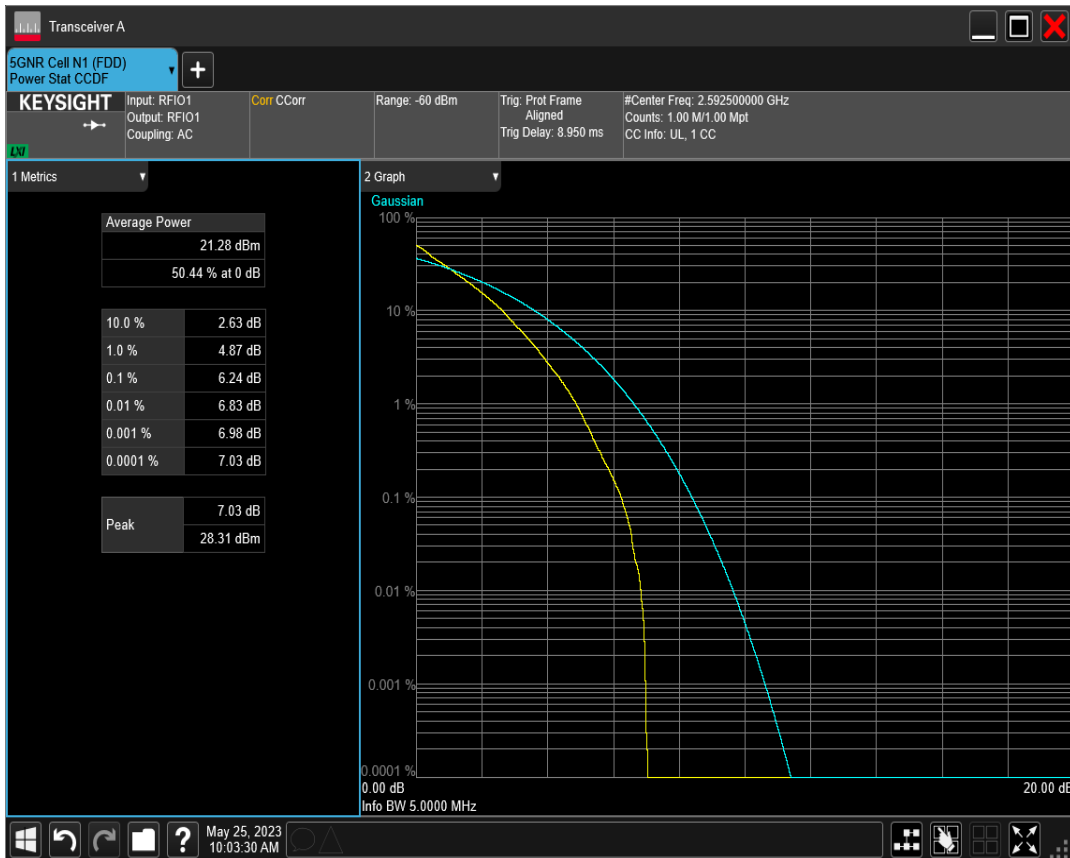 Transceiver A
5GNR Cell N1 (FDD)
Power Stat CCDF
KEYSIGHT
LXI
Input: RFIO1
Output: RFIO1
Coupling: AC
Corr CCorr
Range: -60 dBm
Trig: Prot Frame
Aligned
Trig Delay: 8.950 ms
#Center Freq: 2.592500000 GHz
Counts: 1.00 M/1.00 Mpt
CC Info: UL, 1 CC
1 Metrics
Average Power
21.28 dBm
50.44 % at 0 dB
10.0 % 2.63 dB
1.0 % 4.87 dB
0.1 % 6.24 dB
0.01 % 6.83 dB
0.001 % 6.98 dB
0.0001 % 7.03 dB
Peak
7.03 dB
28.31 dBm
2 Graph
Gaussian
100 %
10 %
1 %
0.1 %
0.01 %
0.001 %
0.0001 %
0.00 dB 20.00 dB
Info BW 5.0000 MHz
?
May 25, 2023
10:03:30 AM